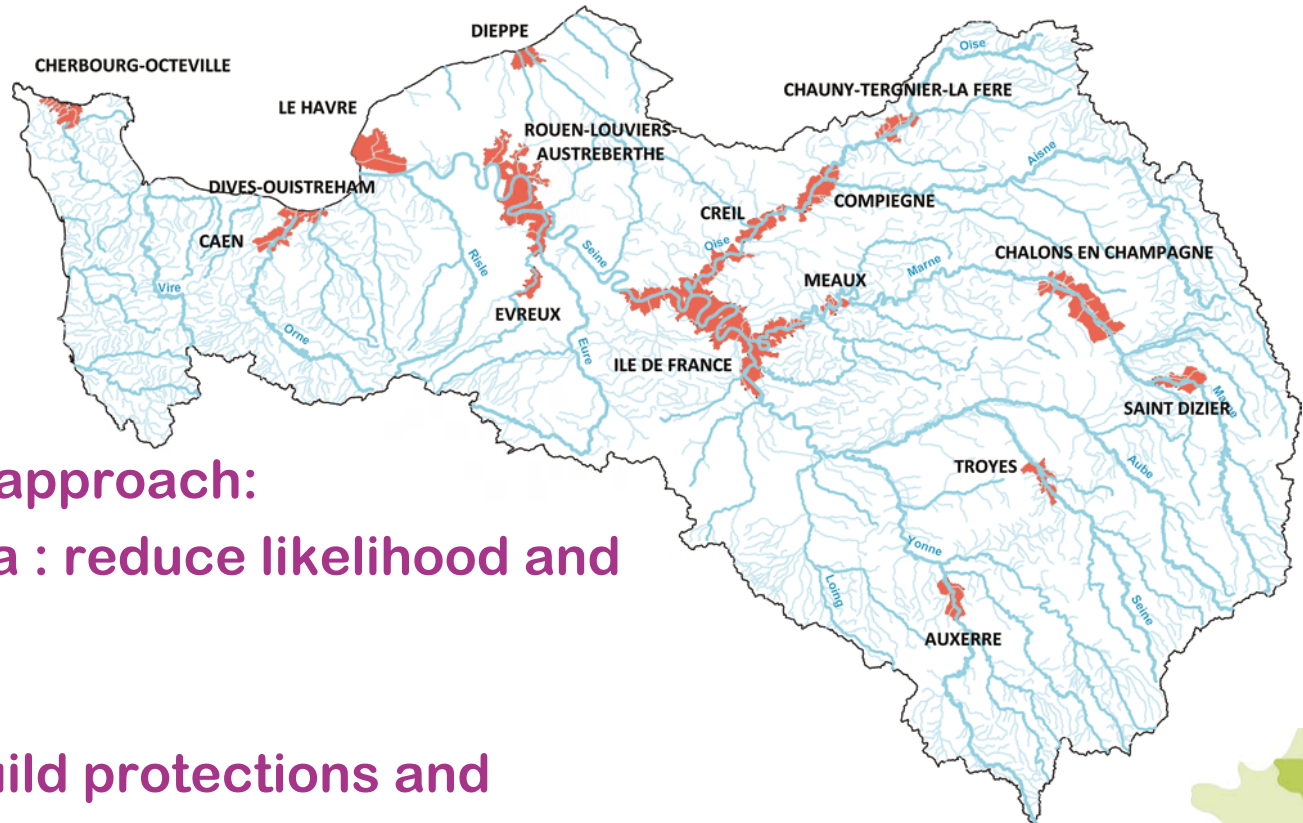 DIEPPE
Oise
CHERBOURG-OCTEVILLE
CHAUNY-TERGNIER-LA FERE
LE HAVRE
ROUEN-LOUVIERS-
AUSTREBERTHE
Aisne
DIVES-OUISTREHAM
COMPIEGNE
CREIL
CAEN
Oise
Seine
CHALONS EN CHAMPAGNE
Risle
Marne
MEAUX
Vire
EVREUX
Orne
Eure
ILE DE FRANCE
Marne
SAINT DIZIER
approach:
TROYES
Aube
a : reduce likelihood and
Yonne
Loing
Seine
AUXERRE
uild protections and